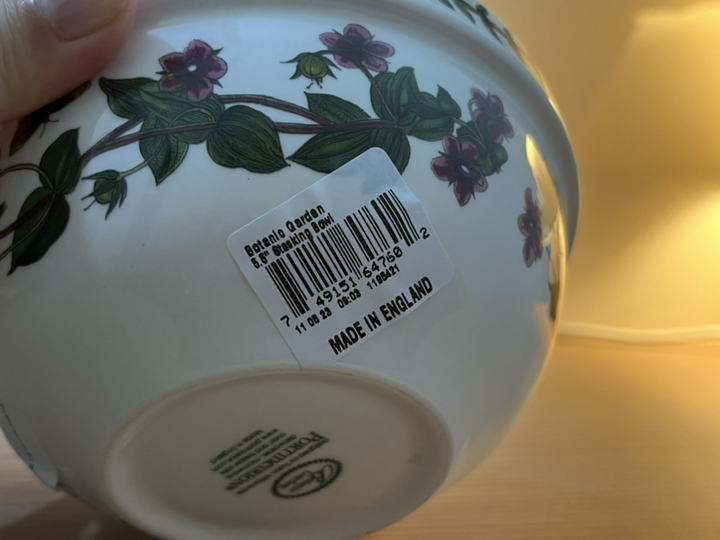 Botanic Garden
5.5" Stacking Bowl
7 49151 64760 2
11 05 23 09:03 1195421
MADE IN ENGLAND
PORTMEIRION